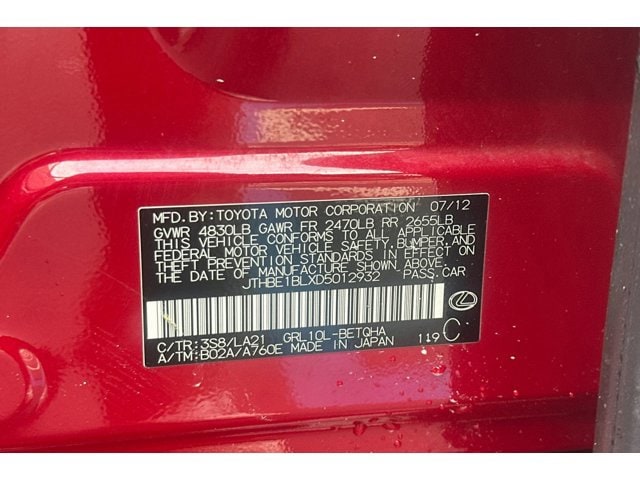 MFD. BY: TOYOTA MOTOR CORPORATION 07/12
GVWR 4830LB GAWR FR 2470LB RR 2655LB
THIS VEHICLE CONFORMS TO ALL APPLICABLE
FEDERAL MOTOR VEHICLE SAFETY, BUMPER, AND
THEFT PREVENTION STANDARDS IN EFFECT ON
THE DATE OF MANUFACTURE SHOWN ABOVE.
JTHBE1BLXD5012932 PASS. CAR
C/TR: 3S8/LA21 GRL10L-BETQHA
A/TM: B02A/A760E MADE IN JAPAN 119 C